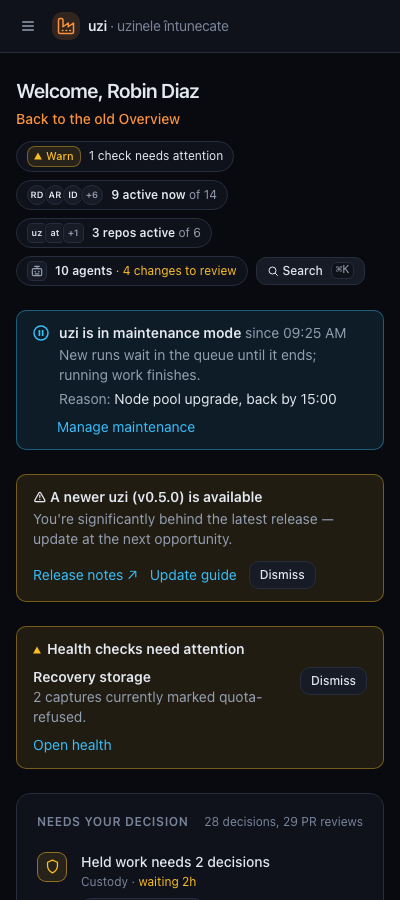 uzi · uzinele întunecate
Welcome, Robin Diaz
Back to the old Overview
Warn 1 check needs attention
RD AR ID +6 9 active now of 14
uz at +1 3 repos active of 6
10 agents · 4 changes to review Search ⌘K
uzi is in maintenance mode since 09:25 AM
New runs wait in the queue until it ends;
running work finishes.
Reason: Node pool upgrade, back by 15:00
Manage maintenance
A newer uzi (v0.5.0) is available
You're significantly behind the latest release —
update at the next opportunity.
Release notes ↗ Update guide Dismiss
Health checks need attention
Recovery storage Dismiss
2 captures currently marked quota-
refused.
Open health
NEEDS YOUR DECISION 28 decisions, 29 PR reviews
Held work needs 2 decisions
Custody · waiting 2h